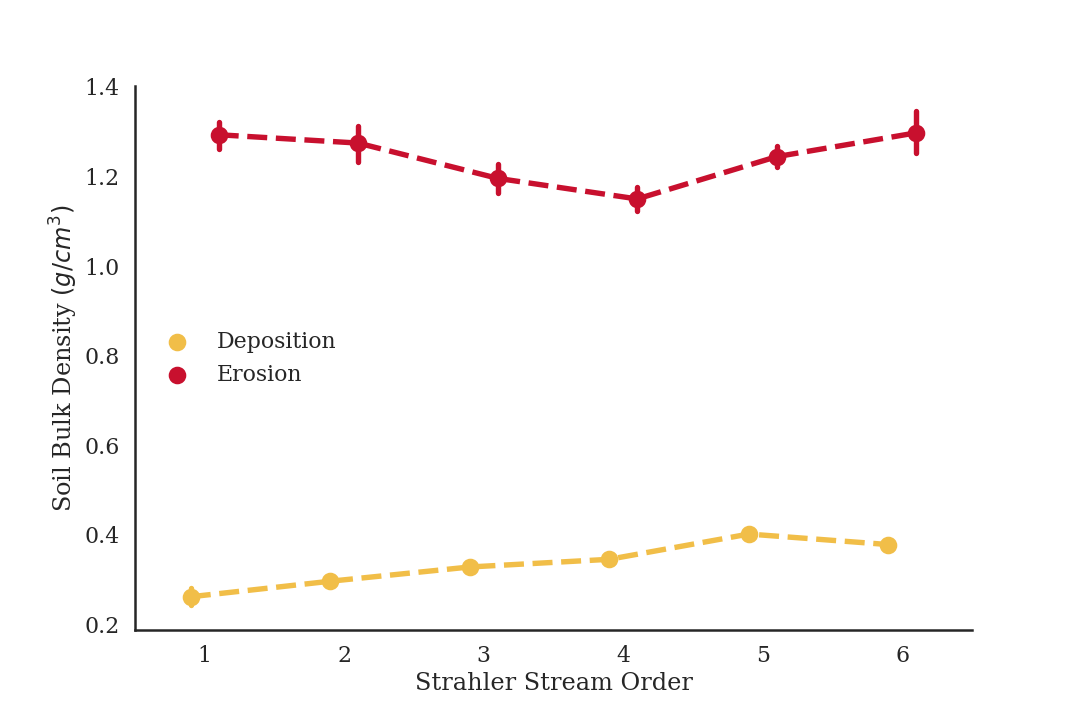 1.4
1.2
1.0
0.8
0.6
0.4
0.2
Soil Bulk Density (g/cm³)
Deposition
Erosion
1 2 3 4 5 6
Strahler Stream Order